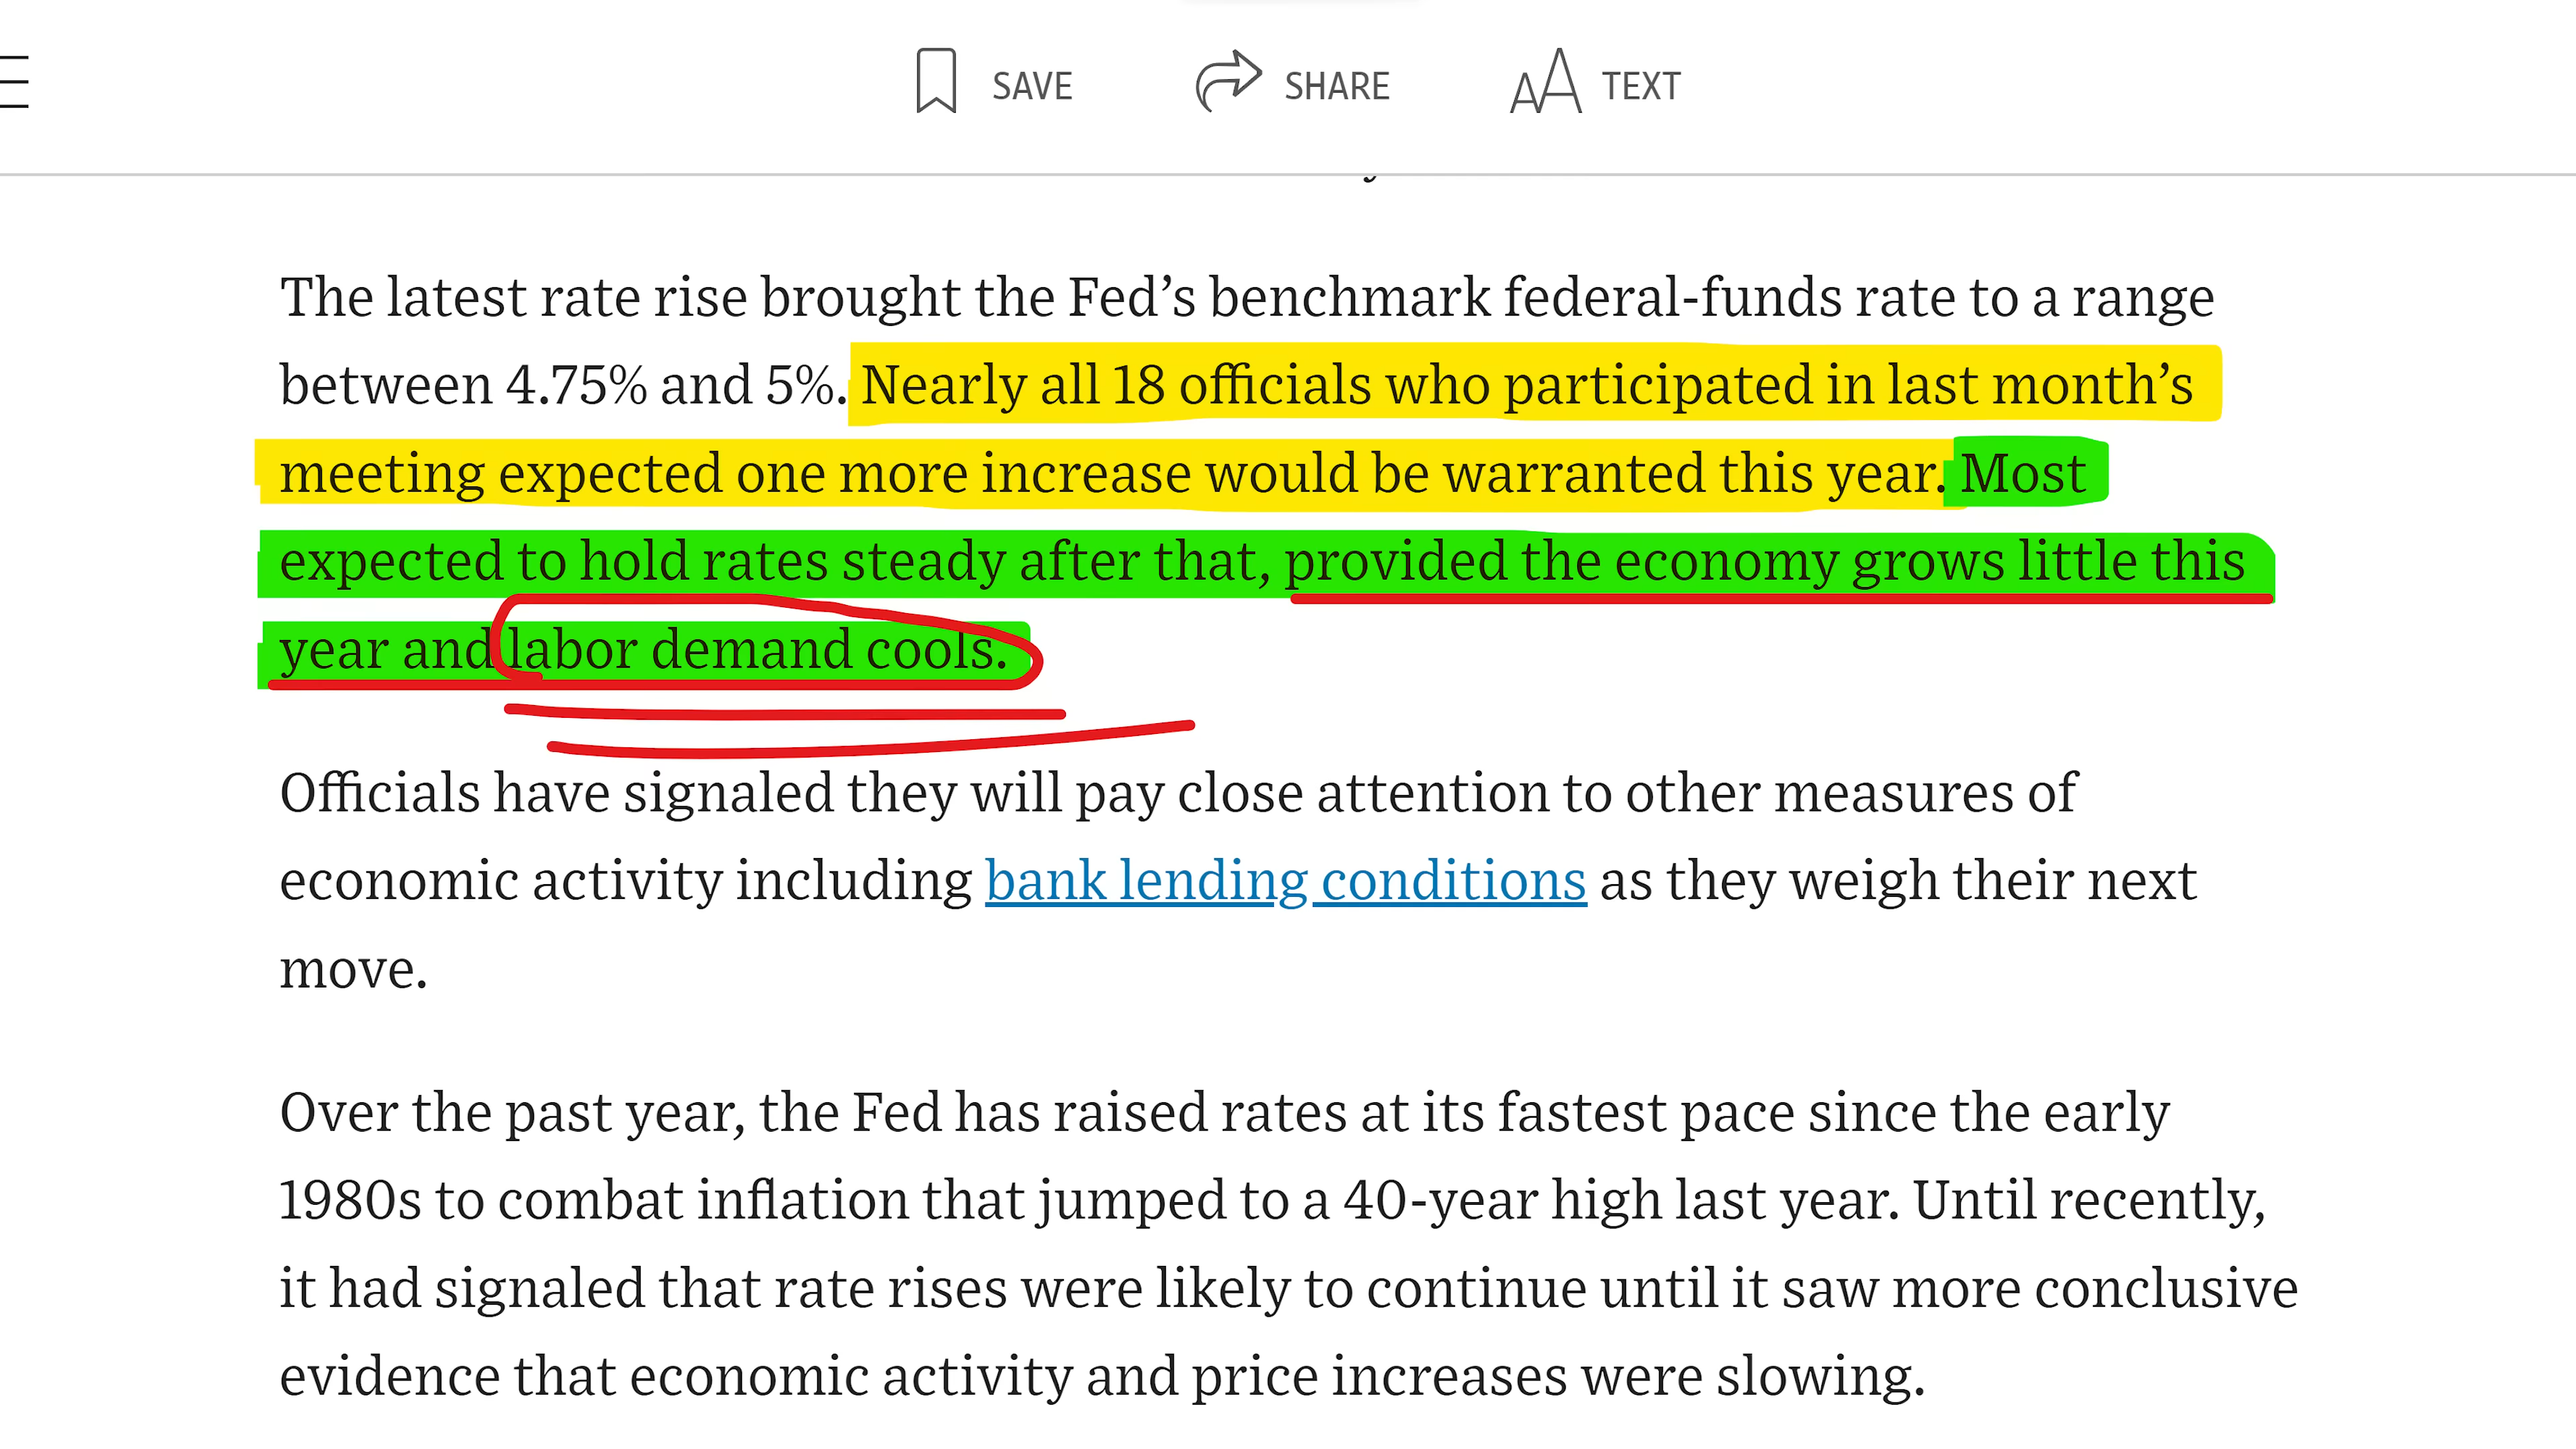 SAVE SHARE TEXT
The latest rate rise brought the Fed’s benchmark federal-funds rate to a range
between 4.75% and 5%. Nearly all 18 officials who participated in last month’s
meeting expected one more increase would be warranted this year. Most
expected to hold rates steady after that, provided the economy grows little this
year and labor demand cools.
Officials have signaled they will pay close attention to other measures of
economic activity including bank lending conditions as they weigh their next
move.
Over the past year, the Fed has raised rates at its fastest pace since the early
1980s to combat inflation that jumped to a 40-year high last year. Until recently,
it had signaled that rate rises were likely to continue until it saw more conclusive
evidence that economic activity and price increases were slowing.